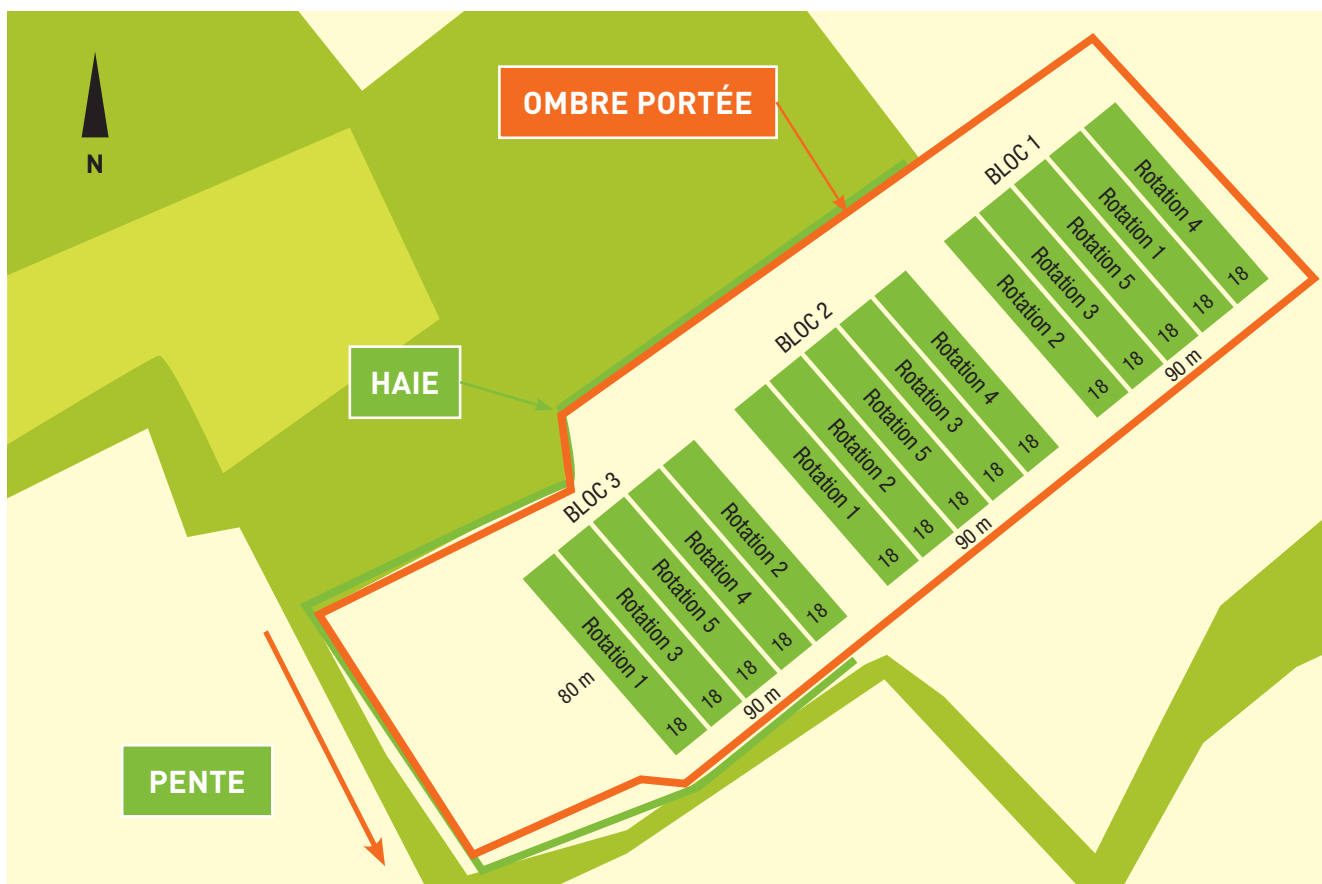 N
OMBRE PORTÉE
HAIE
PENTE
BLOC 1
Rotation 2
Rotation 3
Rotation 5
Rotation 1
Rotation 4
18
18
18
18
18
90 m
BLOC 2
Rotation 1
Rotation 2
Rotation 5
Rotation 3
Rotation 4
18
18
18
18
18
90 m
BLOC 3
Rotation 1
Rotation 3
Rotation 5
Rotation 4
Rotation 2
18
18
18
18
18
80 m
90 m